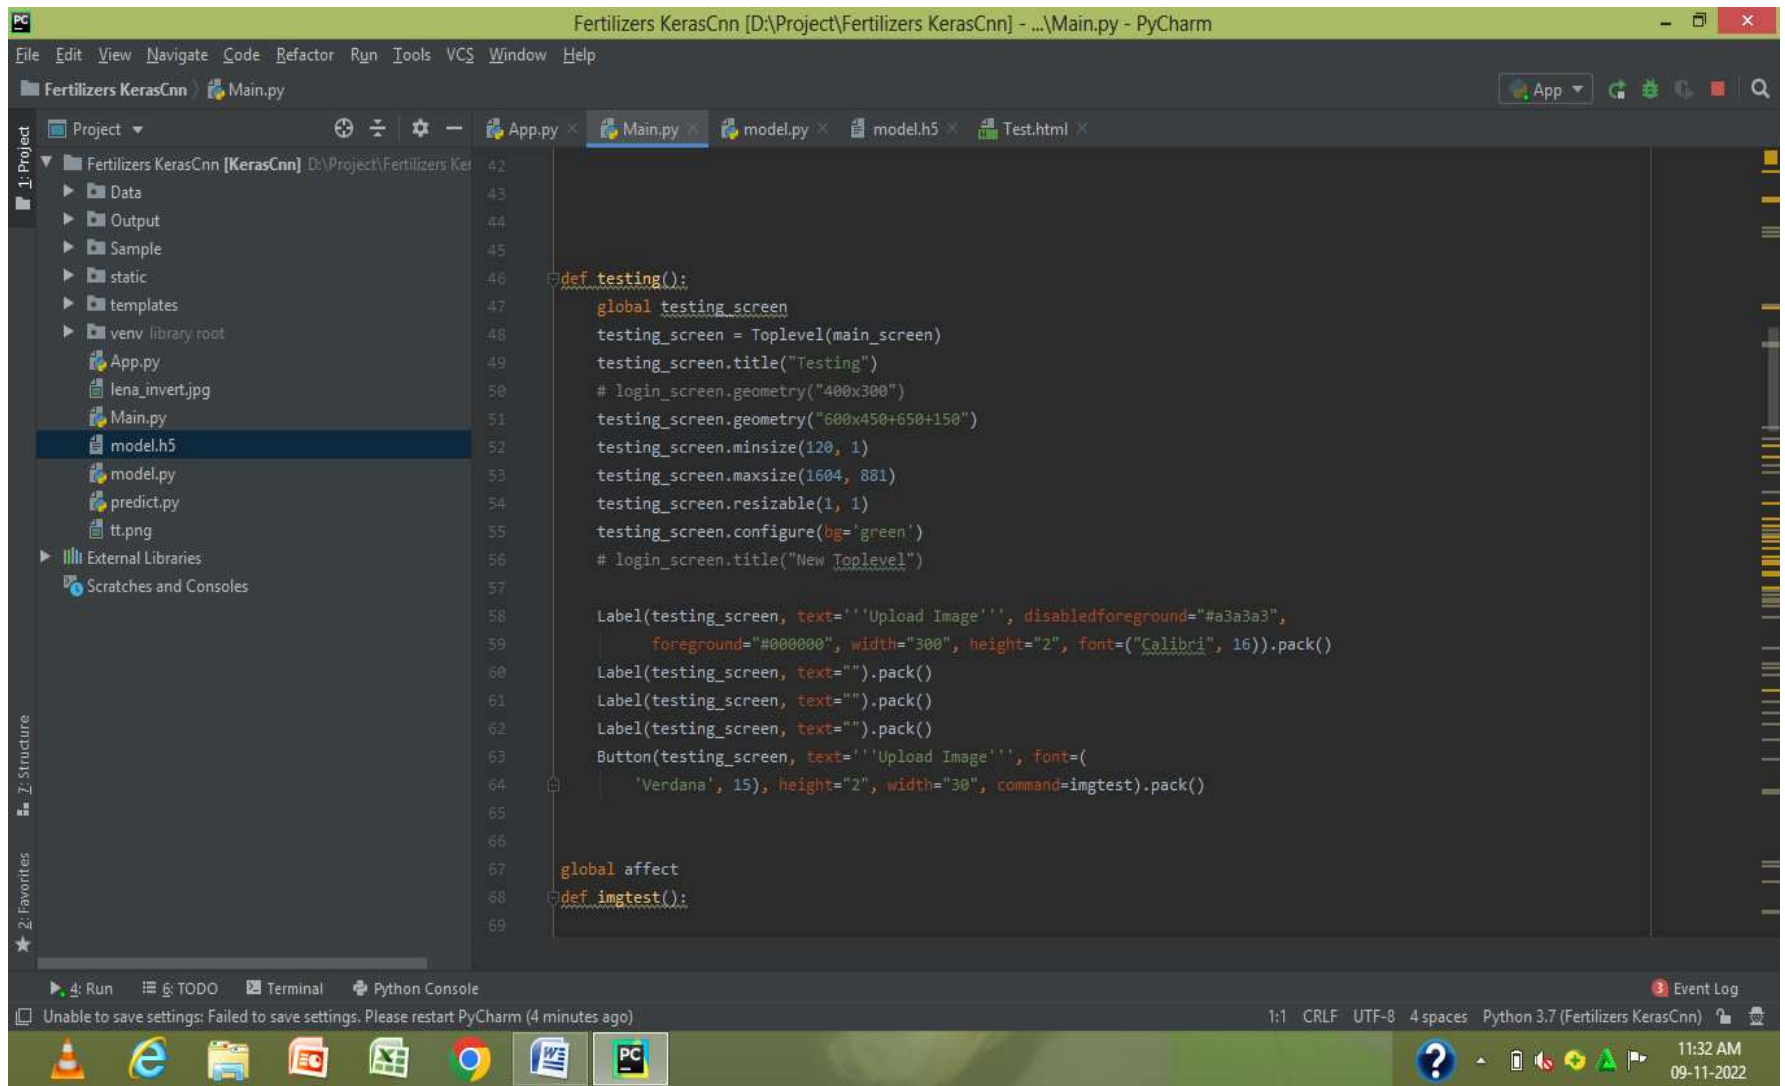 PC Fertilizers KerasCnn [D:\Project\Fertilizers KerasCnn] - ...\Main.py - PyCharm
File Edit View Navigate Code Refactor Run Tools VCS Window Help
Fertilizers KerasCnn Main.py App
1: Project
Project
App.py Main.py model.py model.h5 Test.html
Fertilizers KerasCnn [KerasCnn] D:\Project\Fertilizers Ker
Data
Output
Sample
static
templates
venv library root
App.py
lena_invert.jpg
Main.py
model.h5
model.py
predict.py
tt.png
External Libraries
Scratches and Consoles
7: Structure
2: Favorites
42
43
44
45
46 def testing():
47 global testing_screen
48 testing_screen = Toplevel(main_screen)
49 testing_screen.title("Testing")
50 # login_screen.geometry("400x300")
51 testing_screen.geometry("600x450+650+150")
52 testing_screen.minsize(120, 1)
53 testing_screen.maxsize(1604, 881)
54 testing_screen.resizable(1, 1)
55 testing_screen.configure(bg='green')
56 # login_screen.title("New Toplevel")
57
58 Label(testing_screen, text='''Upload Image''', disabledforeground="#a3a3a3",
59 foreground="#000000", width="300", height="2", font=("Calibri", 16)).pack()
60 Label(testing_screen, text="").pack()
61 Label(testing_screen, text="").pack()
62 Label(testing_screen, text="").pack()
63 Button(testing_screen, text='''Upload Image''', font=(
64 'Verdana', 15), height="2", width="30", command=imgtest).pack()
65
66
67 global affect
68 def imgtest():
69
4: Run 6: TODO Terminal Python Console 3 Event Log
Unable to save settings: Failed to save settings. Please restart PyCharm (4 minutes ago) 1:1 CRLF UTF-8 4 spaces Python 3.7 (Fertilizers KerasCnn)
PC
11:32 AM
09-11-2022